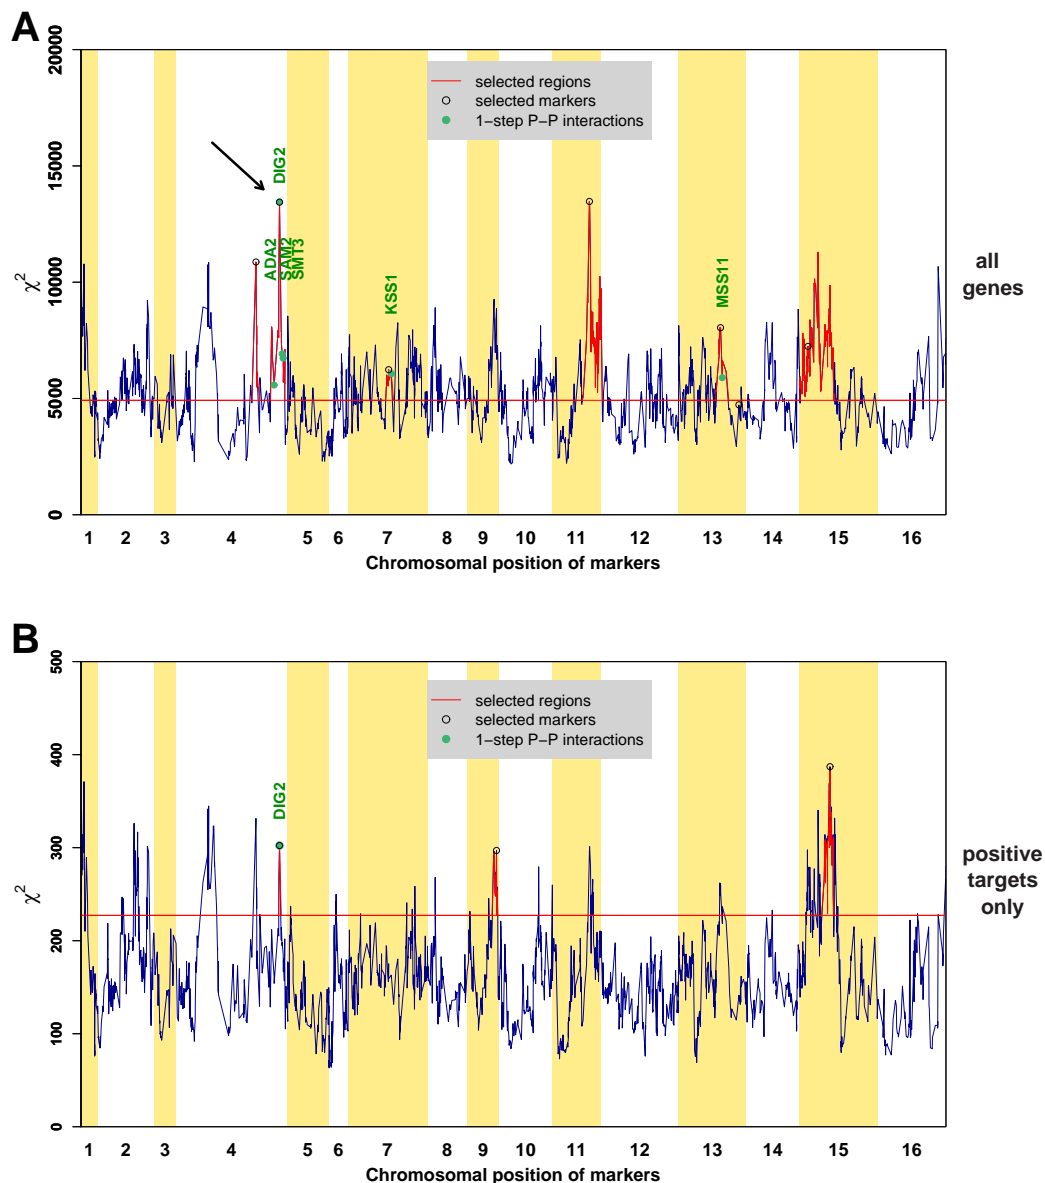 A
20000
15000
10000
5000
0
χ2
selected regions
selected markers
1−step P−P interactions
DIG2
ADA2
SAM2
SMT3
KSS1
MSS11
all
genes
1 2 3 4 5 6 7 8 9 10 11 12 13 14 15 16
Chromosomal position of markers
B
500
400
300
200
100
0
χ2
selected regions
selected markers
1−step P−P interactions
DIG2
positive
targets
only
1 2 3 4 5 6 7 8 9 10 11 12 13 14 15 16
Chromosomal position of markers